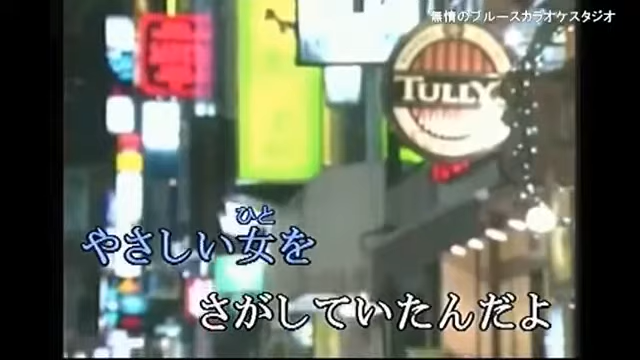 無情のブルースカラオケスタジオ
TULLY'
ひと
やさしい女を
さがしていたんだよ